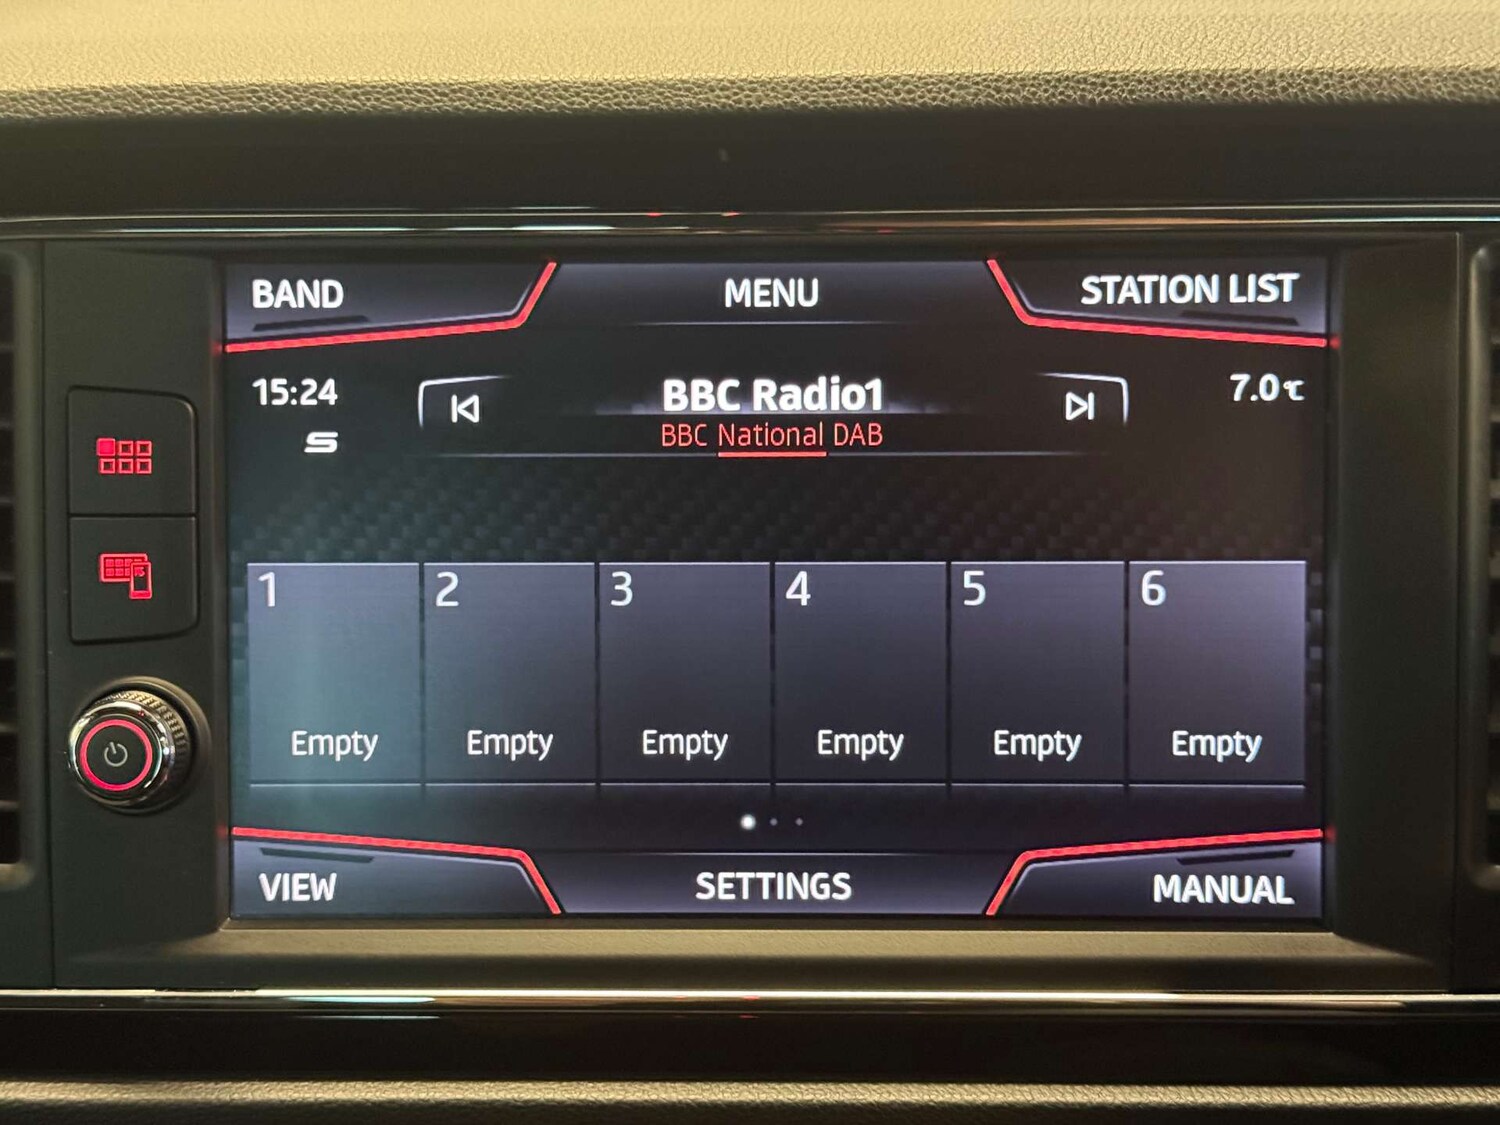 BAND MENU STATION LIST
15:24 BBC Radio1 7.0°C
BBC National DAB
1 2 3 4 5 6
Empty Empty Empty Empty Empty Empty
VIEW SETTINGS MANUAL